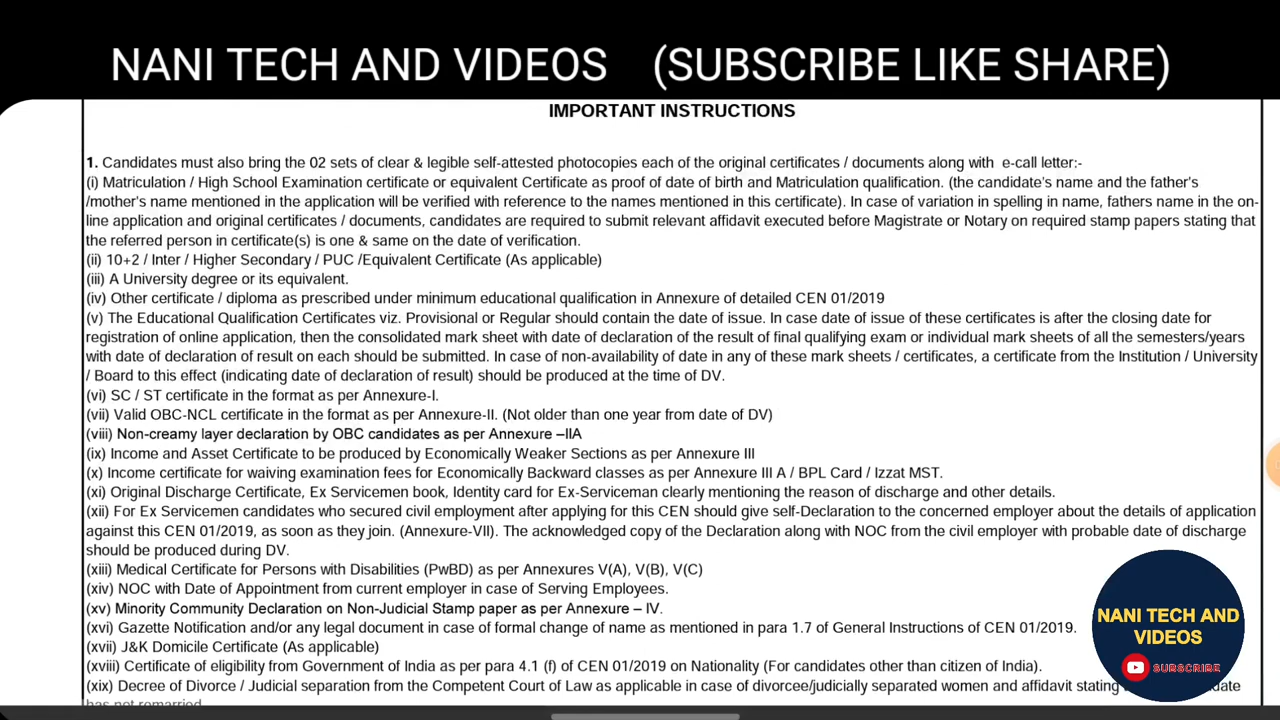 NANI TECH AND VIDEOS (SUBSCRIBE LIKE SHARE)
IMPORTANT INSTRUCTIONS
1. Candidates must also bring the 02 sets of clear & legible self-attested photocopies each of the original certificates / documents along with e-call letter:-
(i) Matriculation / High School Examination certificate or equivalent Certificate as proof of date of birth and Matriculation qualification. (the candidate's name and the father's
/mother's name mentioned in the application will be verified with reference to the names mentioned in this certificate). In case of variation in spelling in name, fathers name in the on-
line application and original certificates / documents, candidates are required to submit relevant affidavit executed before Magistrate or Notary on required stamp papers stating that
the referred person in certificate(s) is one & same on the date of verification.
(ii) 10+2 / Inter / Higher Secondary / PUC /Equivalent Certificate (As applicable)
(iii) A University degree or its equivalent.
(iv) Other certificate / diploma as prescribed under minimum educational qualification in Annexure of detailed CEN 01/2019
(v) The Educational Qualification Certificates viz. Provisional or Regular should contain the date of issue. In case date of issue of these certificates is after the closing date for
registration of online application, then the consolidated mark sheet with date of declaration of the result of final qualifying exam or individual mark sheets of all the semesters/years
with date of declaration of result on each should be submitted. In case of non-availability of date in any of these mark sheets / certificates, a certificate from the Institution / University
/ Board to this effect (indicating date of declaration of result) should be produced at the time of DV.
(vi) SC / ST certificate in the format as per Annexure-I.
(vii) Valid OBC-NCL certificate in the format as per Annexure-II. (Not older than one year from date of DV)
(viii) Non-creamy layer declaration by OBC candidates as per Annexure –IIA
(ix) Income and Asset Certificate to be produced by Economically Weaker Sections as per Annexure III
(x) Income certificate for waiving examination fees for Economically Backward classes as per Annexure III A / BPL Card / Izzat MST.
(xi) Original Discharge Certificate, Ex Servicemen book, Identity card for Ex-Serviceman clearly mentioning the reason of discharge and other details.
(xii) For Ex Servicemen candidates who secured civil employment after applying for this CEN should give self-Declaration to the concerned employer about the details of application
against this CEN 01/2019, as soon as they join. (Annexure-VII). The acknowledged copy of the Declaration along with NOC from the civil employer with probable date of discharge
should be produced during DV.
(xiii) Medical Certificate for Persons with Disabilities (PwBD) as per Annexures V(A), V(B), V(C)
(xiv) NOC with Date of Appointment from current employer in case of Serving Employees.
(xv) Minority Community Declaration on Non-Judicial Stamp paper as per Annexure – IV.
(xvi) Gazette Notification and/or any legal document in case of formal change of name as mentioned in para 1.7 of General Instructions of CEN 01/2019.
(xvii) J&K Domicile Certificate (As applicable)
(xviii) Certificate of eligibility from Government of India as per para 4.1 (f) of CEN 01/2019 on Nationality (For candidates other than citizen of India).
(xix) Decree of Divorce / Judicial separation from the Competent Court of Law as applicable in case of divorcee/judicially separated women and affidavit stating
has not remarried
NANI TECH AND
VIDEOS
SUBSCRIBE